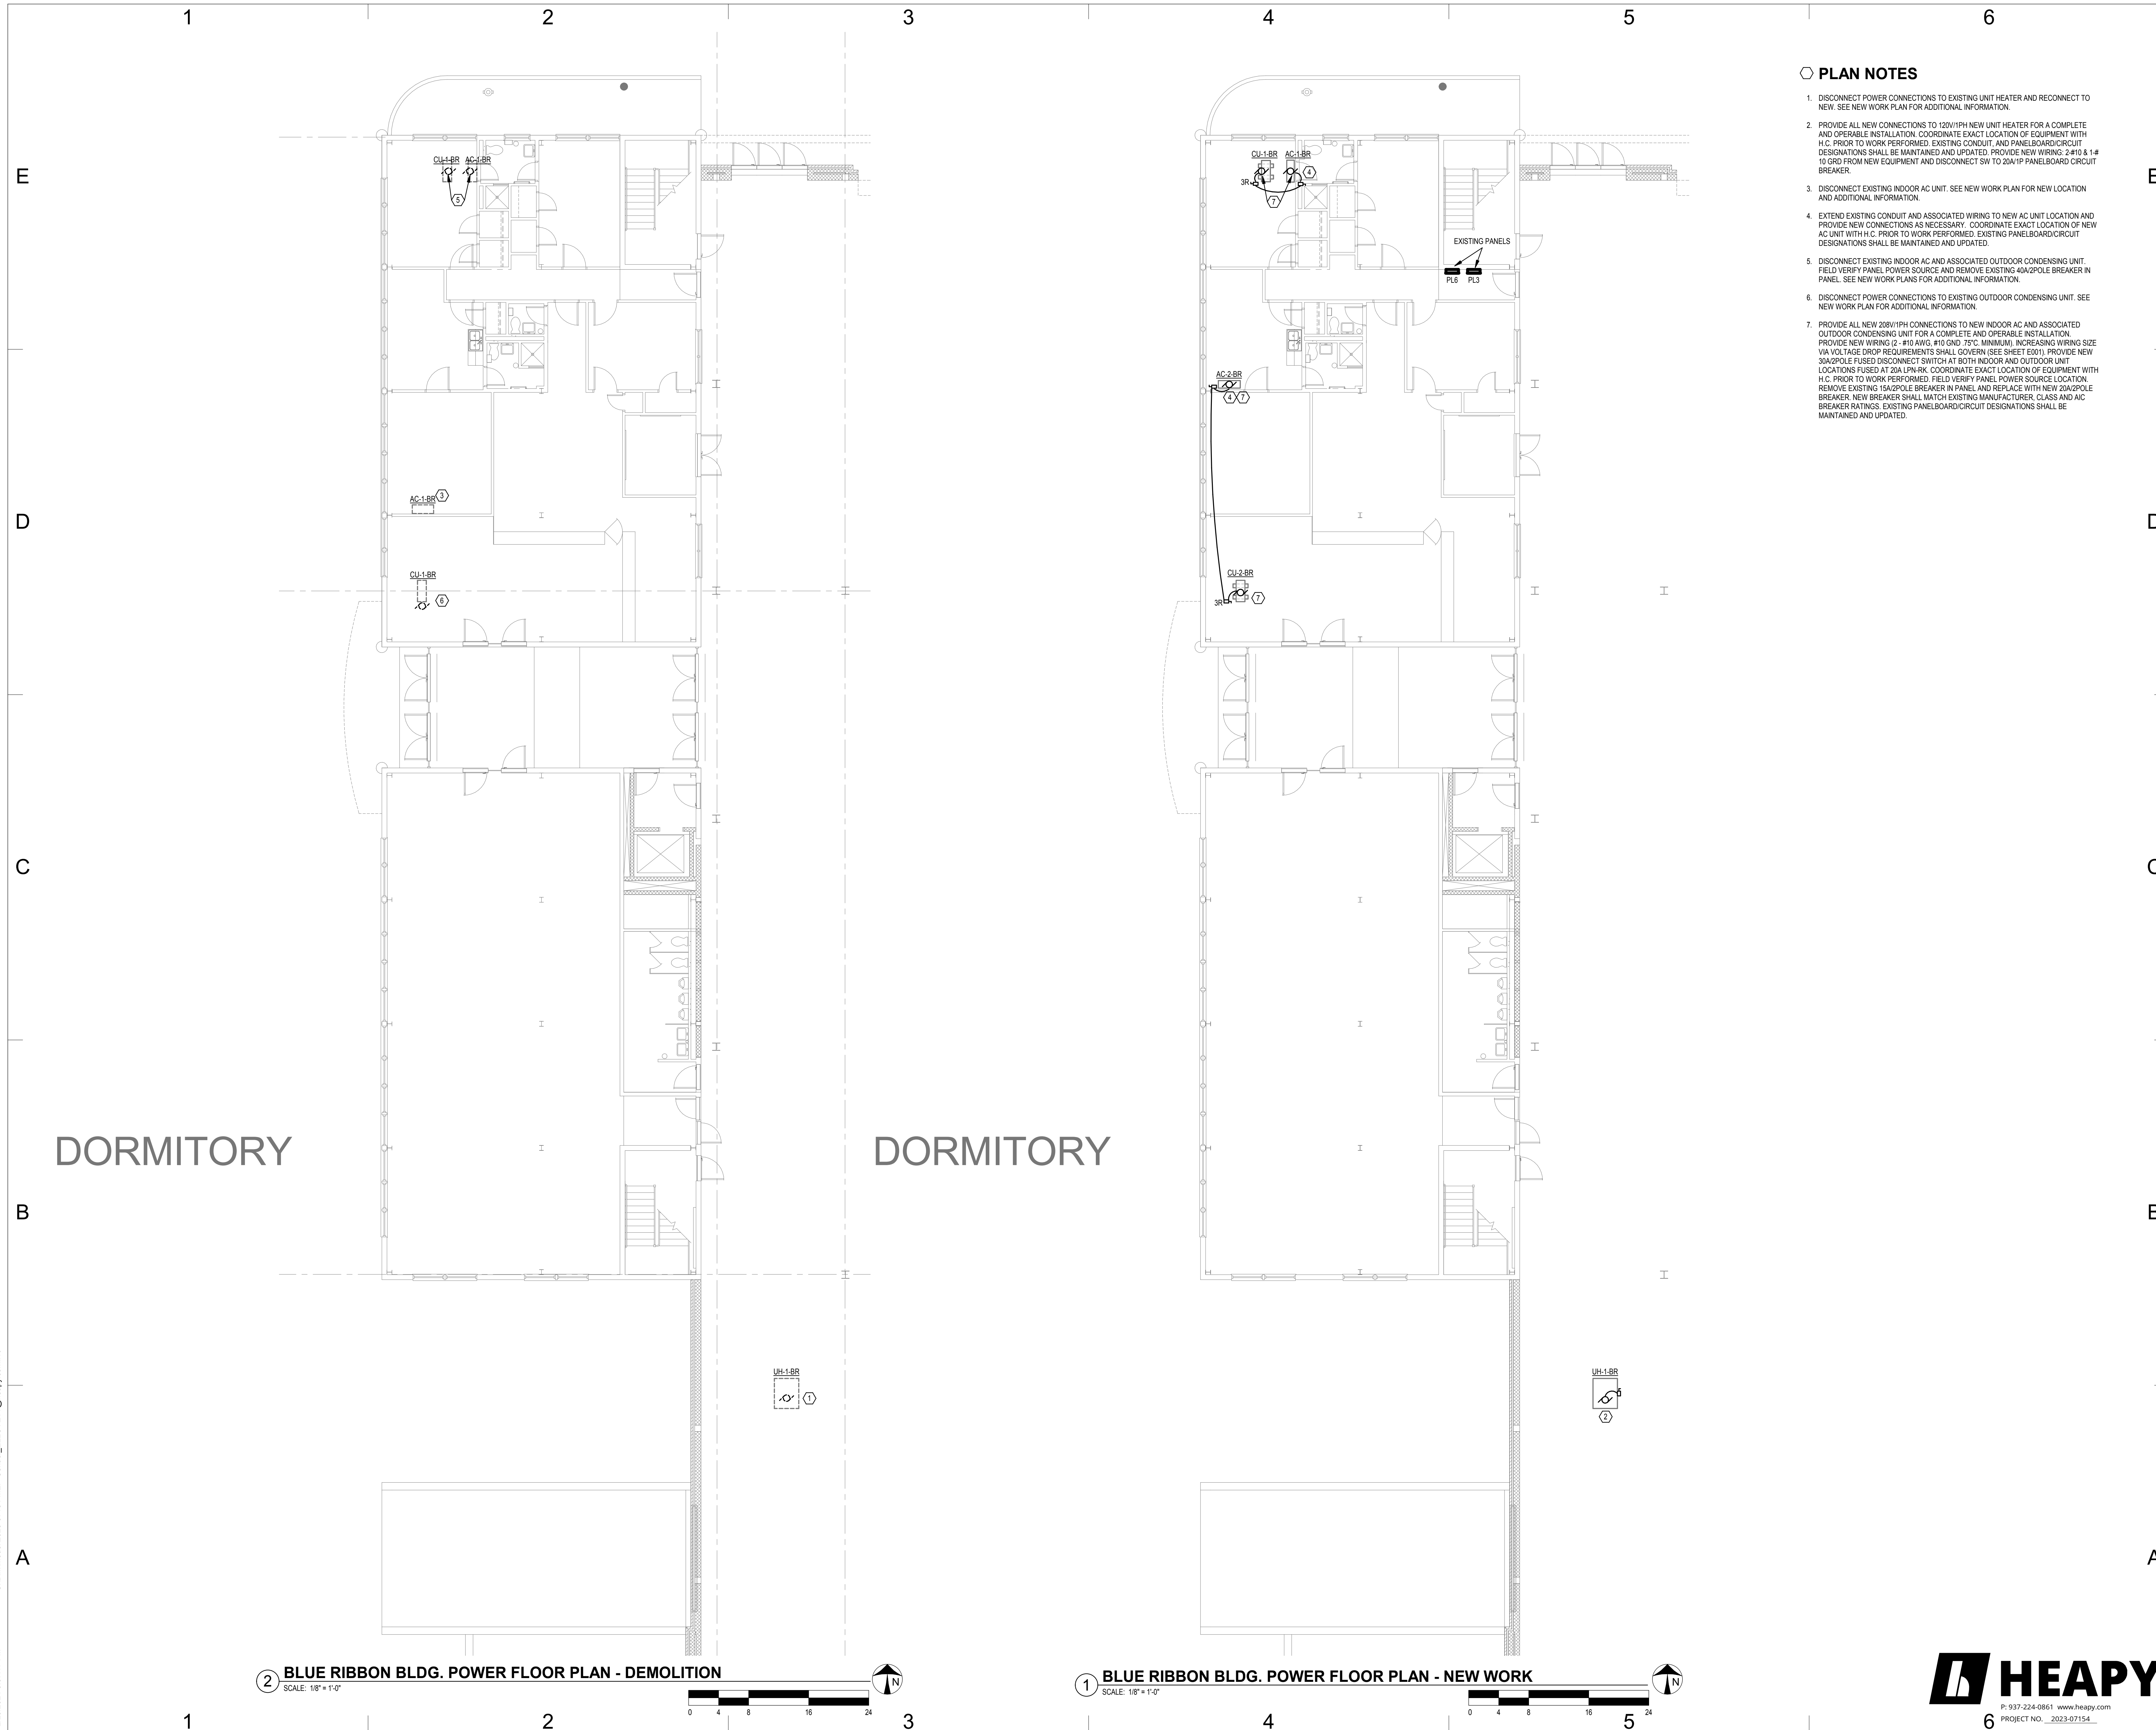 1 2 3 4 5 6
PLAN NOTES
1. DISCONNECT POWER CONNECTIONS TO EXISTING UNIT HEATER AND RECONNECT TO
NEW. SEE NEW WORK PLAN FOR ADDITIONAL INFORMATION.
2. PROVIDE ALL NEW CONNECTIONS TO 120V/1PH NEW UNIT HEATER FOR A COMPLETE
AND OPERABLE INSTALLATION. COORDINATE EXACT LOCATION OF EQUIPMENT WITH
H.C. PRIOR TO WORK PERFORMED. EXISTING CONDUIT, AND PANELBOARD/CIRCUIT
DESIGNATIONS SHALL BE MAINTAINED AND UPDATED. PROVIDE NEW WIRING: 2-#10 & 1-#
10 GRD FROM NEW EQUIPMENT AND DISCONNECT SW TO 20A/1P PANELBOARD CIRCUIT
BREAKER.
3. DISCONNECT EXISTING INDOOR AC UNIT. SEE NEW WORK PLAN FOR NEW LOCATION
AND ADDITIONAL INFORMATION.
4. EXTEND EXISTING CONDUIT AND ASSOCIATED WIRING TO NEW AC UNIT LOCATION AND
PROVIDE NEW CONNECTIONS AS NECESSARY. COORDINATE EXACT LOCATION OF NEW
AC UNIT WITH H.C. PRIOR TO WORK PERFORMED. EXISTING PANELBOARD/CIRCUIT
DESIGNATIONS SHALL BE MAINTAINED AND UPDATED.
5. DISCONNECT EXISTING INDOOR AC AND ASSOCIATED OUTDOOR CONDENSING UNIT.
FIELD VERIFY PANEL POWER SOURCE AND REMOVE EXISTING 40A/2POLE BREAKER IN
PANEL. SEE NEW WORK PLANS FOR ADDITIONAL INFORMATION.
6. DISCONNECT POWER CONNECTIONS TO EXISTING OUTDOOR CONDENSING UNIT. SEE
NEW WORK PLAN FOR ADDITIONAL INFORMATION.
7. PROVIDE ALL NEW 208V/1PH CONNECTIONS TO NEW INDOOR AC AND ASSOCIATED
OUTDOOR CONDENSING UNIT FOR A COMPLETE AND OPERABLE INSTALLATION.
PROVIDE NEW WIRING (2 - #10 AWG, #10 GND .75"C. MINIMUM). INCREASING WIRING SIZE
VIA VOLTAGE DROP REQUIREMENTS SHALL GOVERN (SEE SHEET E001). PROVIDE NEW
30A/2POLE FUSED DISCONNECT SWITCH AT BOTH INDOOR AND OUTDOOR UNIT
LOCATIONS FUSED AT 20A LPN-RK. COORDINATE EXACT LOCATION OF EQUIPMENT WITH
H.C. PRIOR TO WORK PERFORMED. FIELD VERIFY PANEL POWER SOURCE LOCATION.
REMOVE EXISTING 15A/2POLE BREAKER IN PANEL AND REPLACE WITH NEW 20A/2POLE
BREAKER. NEW BREAKER SHALL MATCH EXISTING MANUFACTURER, CLASS AND AIC
BREAKER RATINGS. EXISTING PANELBOARD/CIRCUIT DESIGNATIONS SHALL BE
MAINTAINED AND UPDATED.
E
CU-1-BR AC-1-BR
5
CU-1-BR AC-1-BR
4
3R
7
EXISTING PANELS
PL6 PL3
AC-2-BR
4 7
D
AC-1-BR 3
CU-1-BR
6
CU-2-BR
3R 7
C
DORMITORY
DORMITORY
B
UH-1-BR
1
UH-1-BR
2
A
2 BLUE RIBBON BLDG. POWER FLOOR PLAN - DEMOLITION
SCALE: 1/8" = 1'-0"
N
0 4 8 16 24
1 BLUE RIBBON BLDG. POWER FLOOR PLAN - NEW WORK
SCALE: 1/8" = 1'-0"
N
0 4 8 16 24
HEAPY
P: 937-224-0861 www.heapy.com
PROJECT NO. 2023-07154
1 2 3 4 5 6